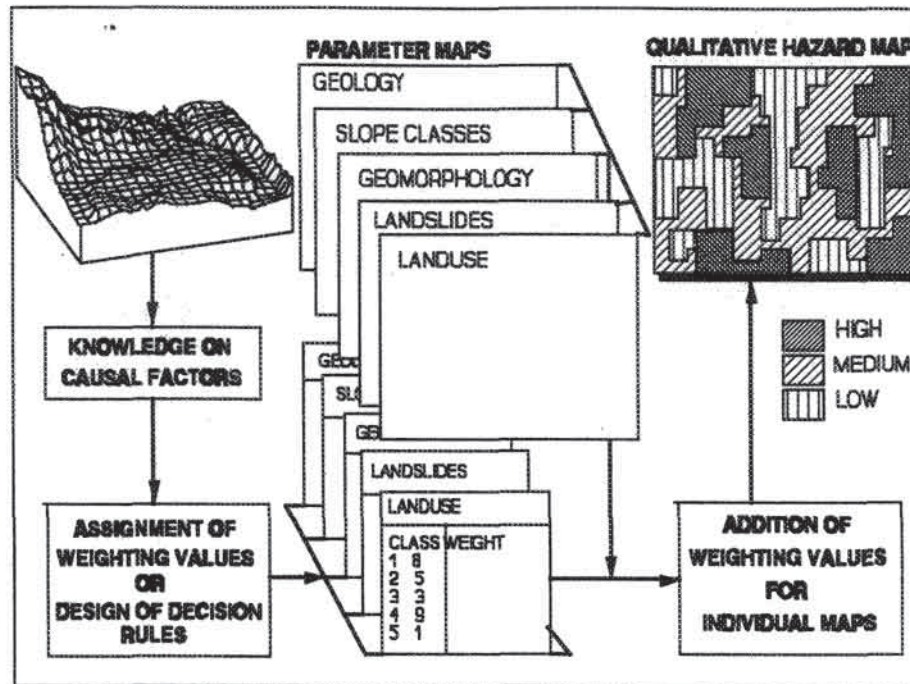 PARAMETER MAPS
QUALITATIVE HAZARD MAP
GEOLOGY
SLOPE CLASSES
GEOMORPHOLOGY
LANDSLIDES
LANDUSE
HIGH
MEDIUM
LOW
KNOWLEDGE ON
CAUSAL FACTORS
LANDSLIDES
LANDUSE
CLASS WEIGHT
1 8
2 5
3 3
4 9
5 1
ASSIGNMENT OF
WEIGHTING VALUES
OR
DESIGN OF DECISION
RULES
ADDITION OF
WEIGHTING VALUES
FOR
INDIVIDUAL MAPS